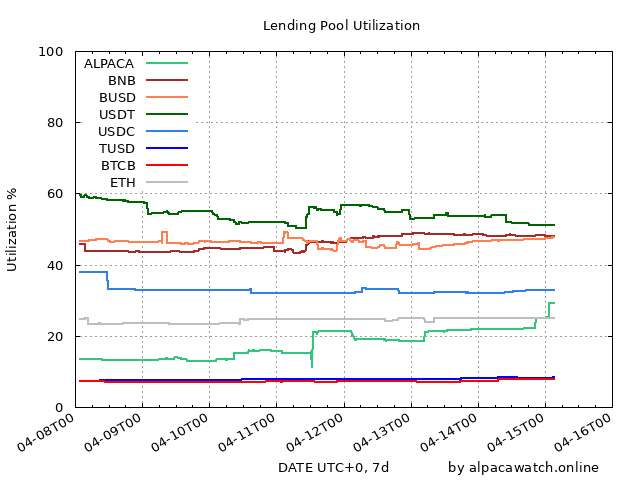 Lending Pool Utilization
100
80
60
40
20
0
Utilization %
ALPACA
BNB
BUSD
USDT
USDC
TUSD
BTCB
ETH
04-08T00
04-09T00
04-10T00
04-11T00
04-12T00
04-13T00
04-14T00
04-15T00
04-16T00
DATE UTC+0, 7d
by alpacawatch.online